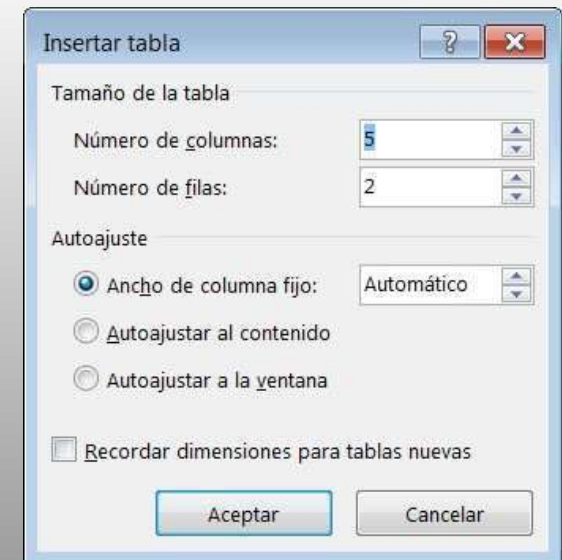 Insertar tabla
Tamaño de la tabla
Número de columnas: 5
Número de filas: 2
Autoajuste
Ancho de columna fijo: Automático
Autoajustar al contenido
Autoajustar a la ventana
Recordar dimensiones para tablas nuevas
Aceptar Cancelar